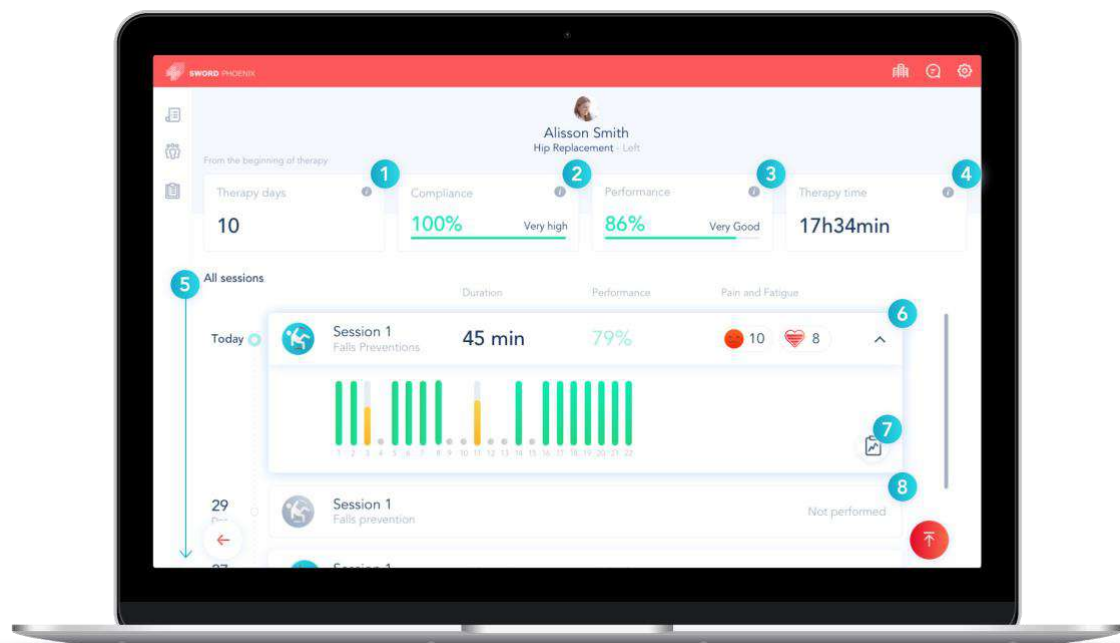 SWORD PHOENIX
Alisson Smith
Hip Replacement - Left
From the beginning of therapy
1 2 3 4
Therapy days Compliance Performance Therapy time
10 100% Very high 86% Very Good 17h34min
5
All sessions
Duration Performance Pain and Fatigue
6
Today Session 1 45 min 79% 10 8
Falls Preventions
7
1 2 3 4 5 6 7 8 9 10 11 12 13 14 15 16 17 18 19 20 21 22
8
29 Session 1 Not performed
Falls prevention
27 Session 1